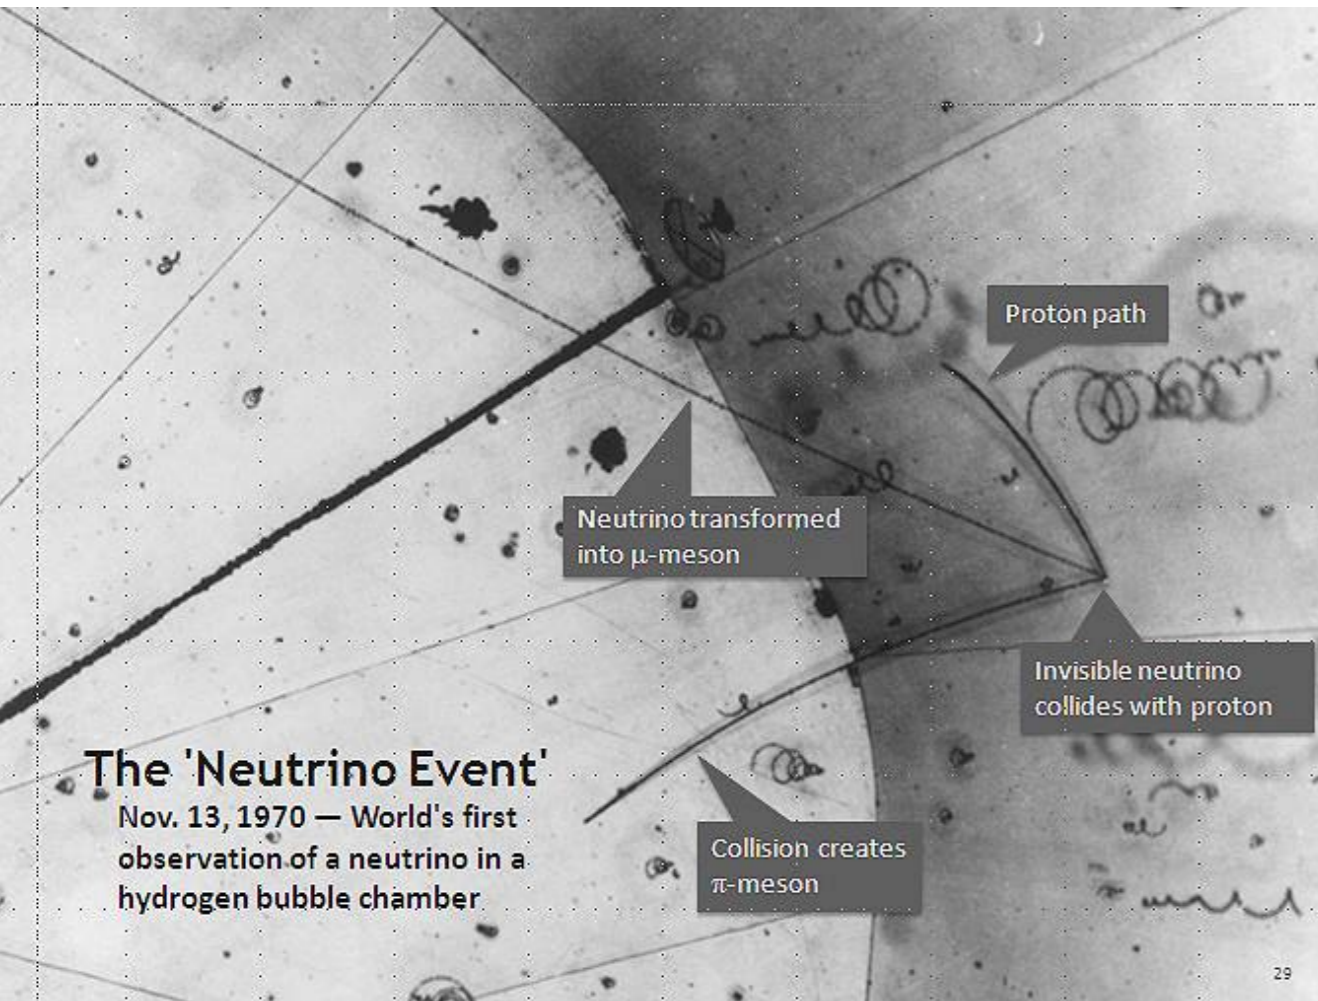 Proton path
Neutrino transformed
into μ-meson
Invisible neutrino
collides with proton
The 'Neutrino Event'
Nov. 13, 1970 — World's first
observation of a neutrino in a
hydrogen bubble chamber
Collision creates
π-meson
29